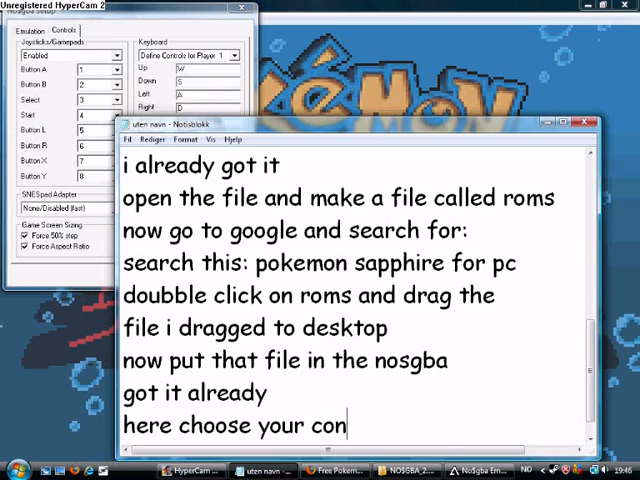 Unregistered HyperCam 2
No$gba Setup
Emulation Controls
Joysticks/Gamepads
Enabled
Button A 1
Button B 2
Select 3
Start 4
Button L 5
Button R 6
Button X 7
Button Y 8
SNESpad Adapter
None/Disabled (fast)
Game Screen Sizing
Force 50% step
Force Aspect Ratio
Keyboard
Define Controls for Player 1
Up W
Down S
Left A
Right D
POKéMON
uten navn - Notisblokk
Fil Rediger Format Vis Hjelp
i already got it
open the file and make a file called roms
now go to google and search for:
search this: pokemon sapphire for pc
doubble click on roms and drag the
file i dragged to desktop
now put that file in the nosgba
got it already
here choose your con
HyperCam ...
uten navn -...
Free Pokem...
NO$GBA_2....
No$gba Em...
NO
19:46